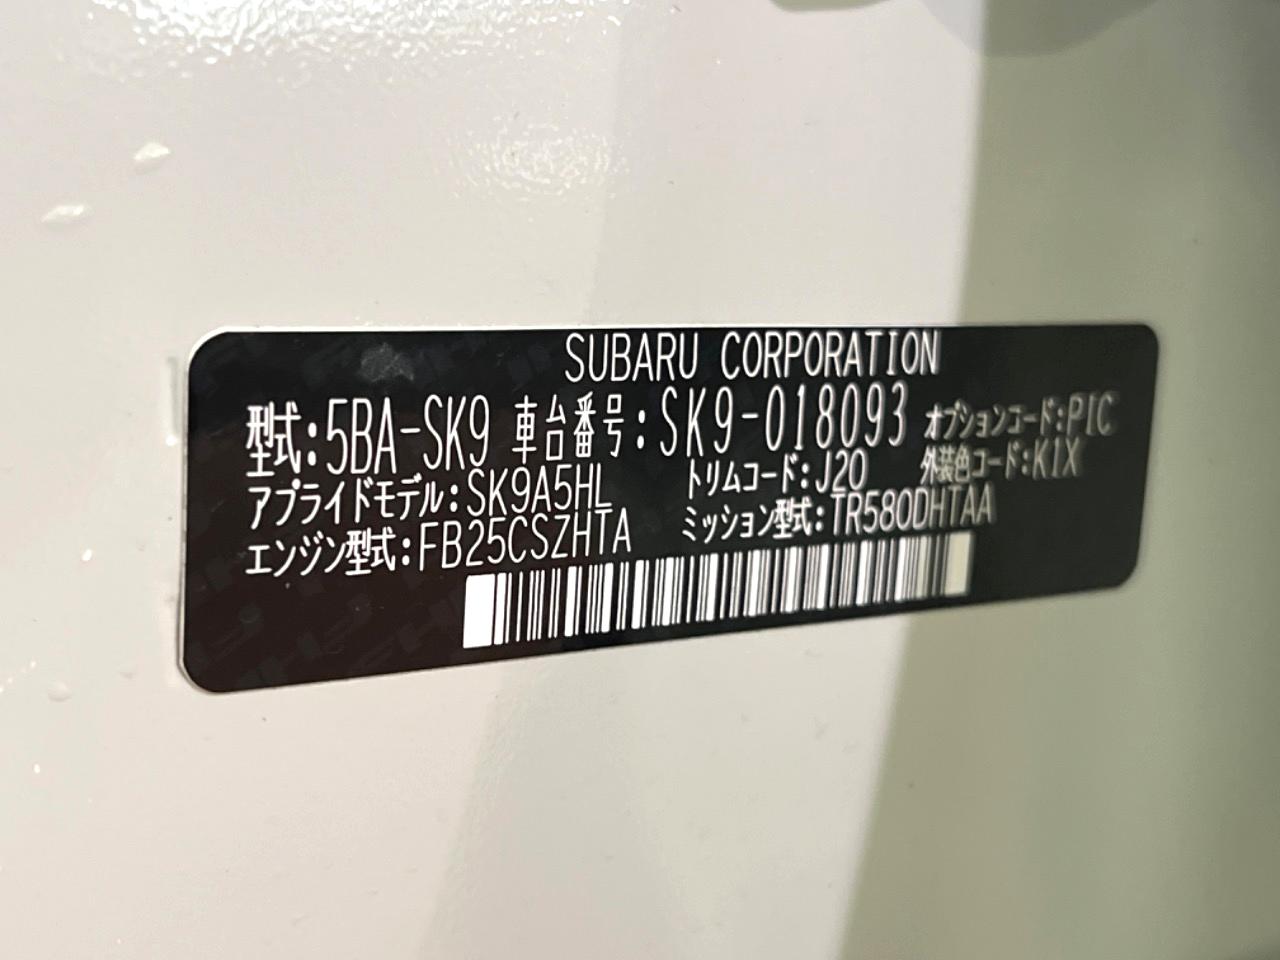 SUBARU CORPORATION
型式:5BA-SK9 車台番号:SK9-018093 オプションコード:PIC
アプライドモデル:SK9A5HL トリムコード:J20 外装色コード:K1X
エンジン型式:FB25CSZHTA ミッション型式:TR580DHTAA